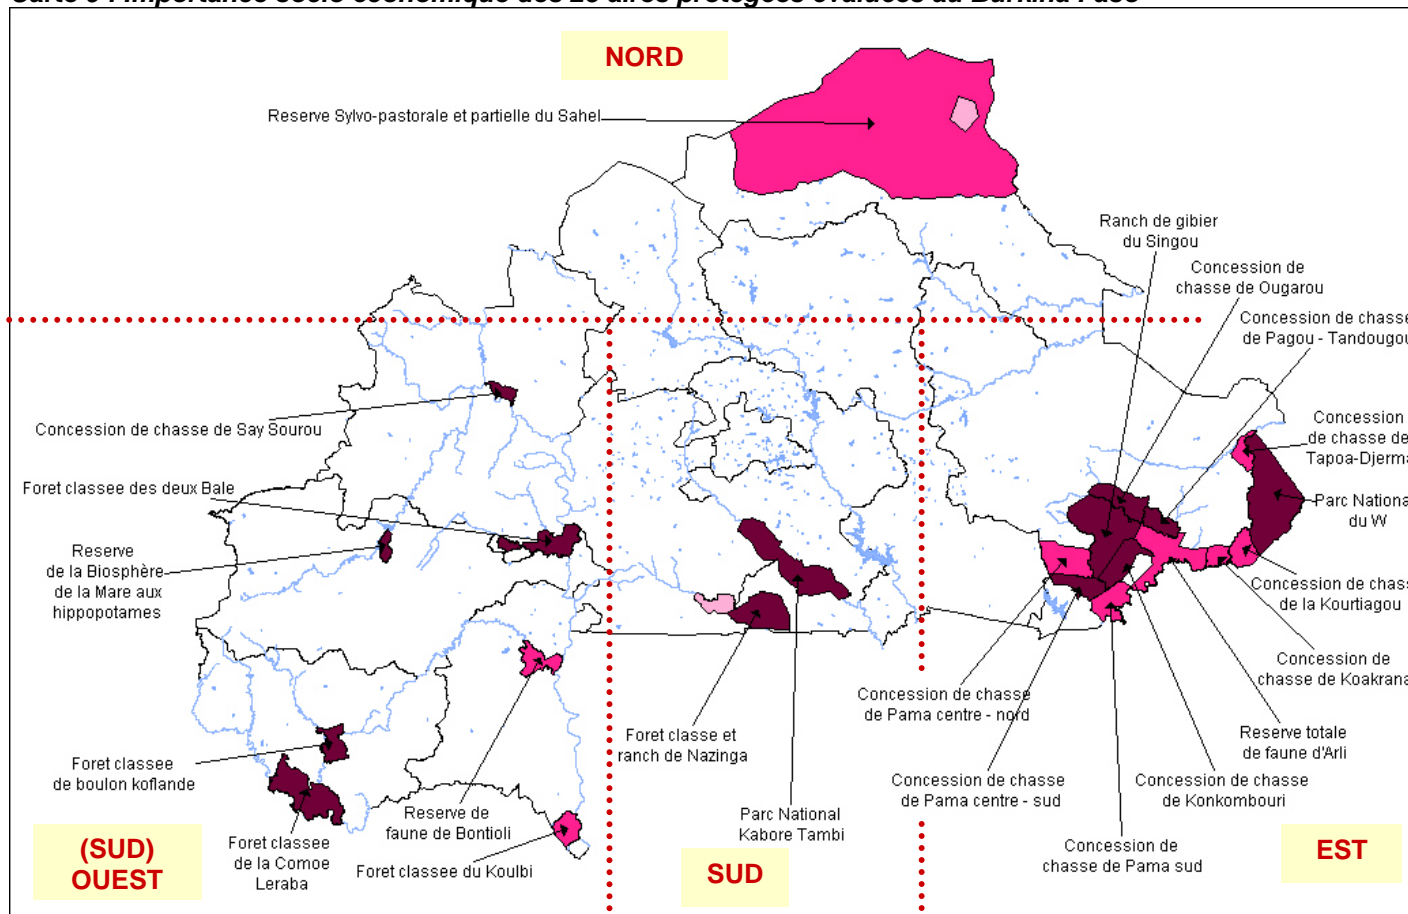 NORD
Reserve Sylvo-pastorale et partielle du Sahel
Ranch de gibier
du Singou
Concession de
chasse de Ougarou
Concession de chasse
de Pagou - Tandougou
Concession de chasse de Say Sourou
Concession
de chasse de
Tapoa-Djerma
Foret classee des deux Bale
Parc National
du W
Reserve
de la Biosphère
de la Mare aux
hippopotames
Concession de chasse
de la Kourtiagou
Concession de
chasse de Koakrana
Concession de chasse
de Pama centre - nord
Reserve totale
de faune d'Arli
Foret classe et
ranch de Nazinga
Foret classee
de boulon koflande
Concession de chasse
de Pama centre - sud
Concession de chasse
de Konkombouri
Reserve de
faune de Bontioli
Parc National
Kabore Tambi
Foret classee
de la Comoe
Leraba
Foret classee du Koulbi
Concession de
chasse de Pama sud
(SUD)
OUEST
SUD
EST